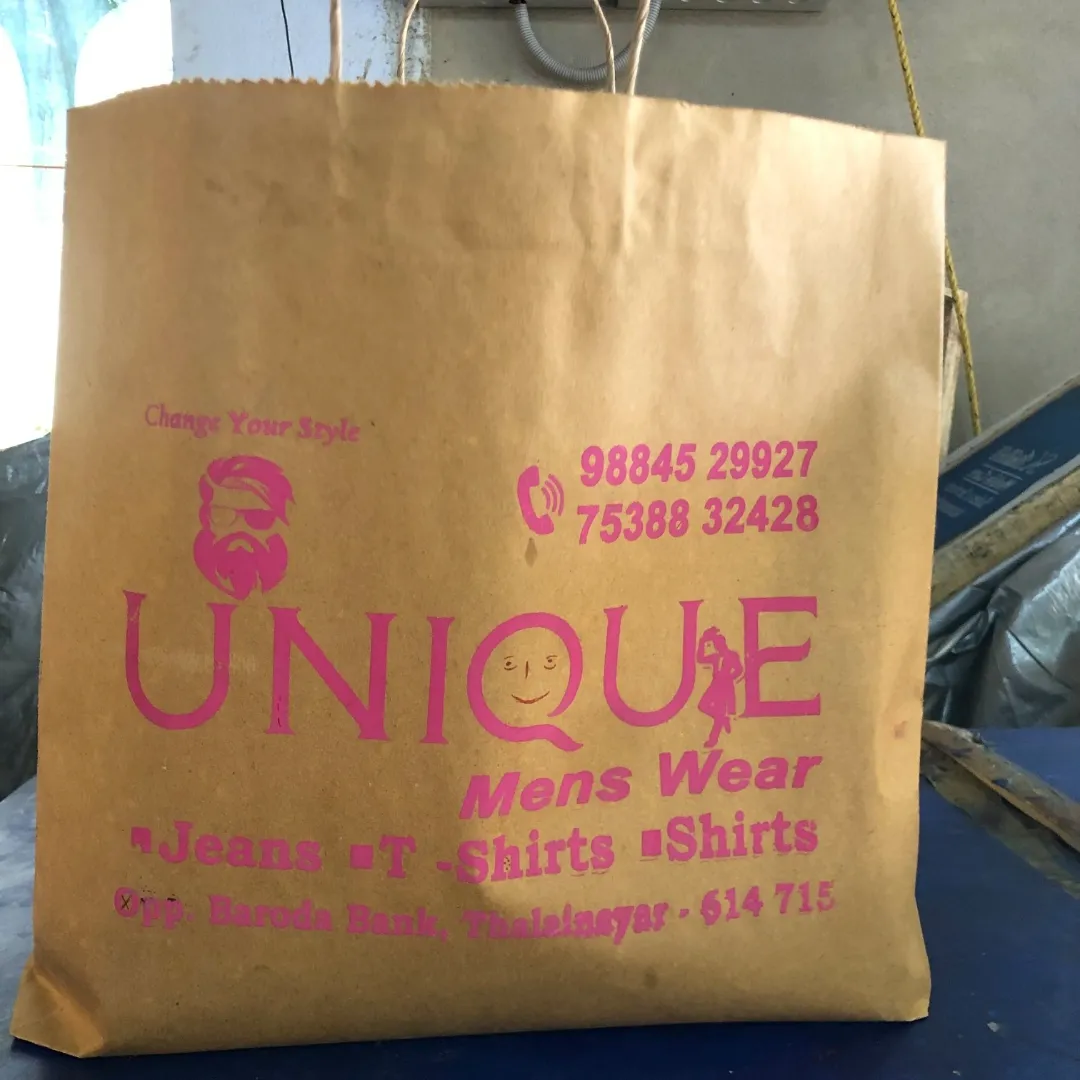 Change Your Style
98845 29927
75388 32428
UNIQUE
Mens Wear
▪Jeans ▪T -Shirts ▪Shirts
Opp. Baroda Bank, Thalainayar - 614 715